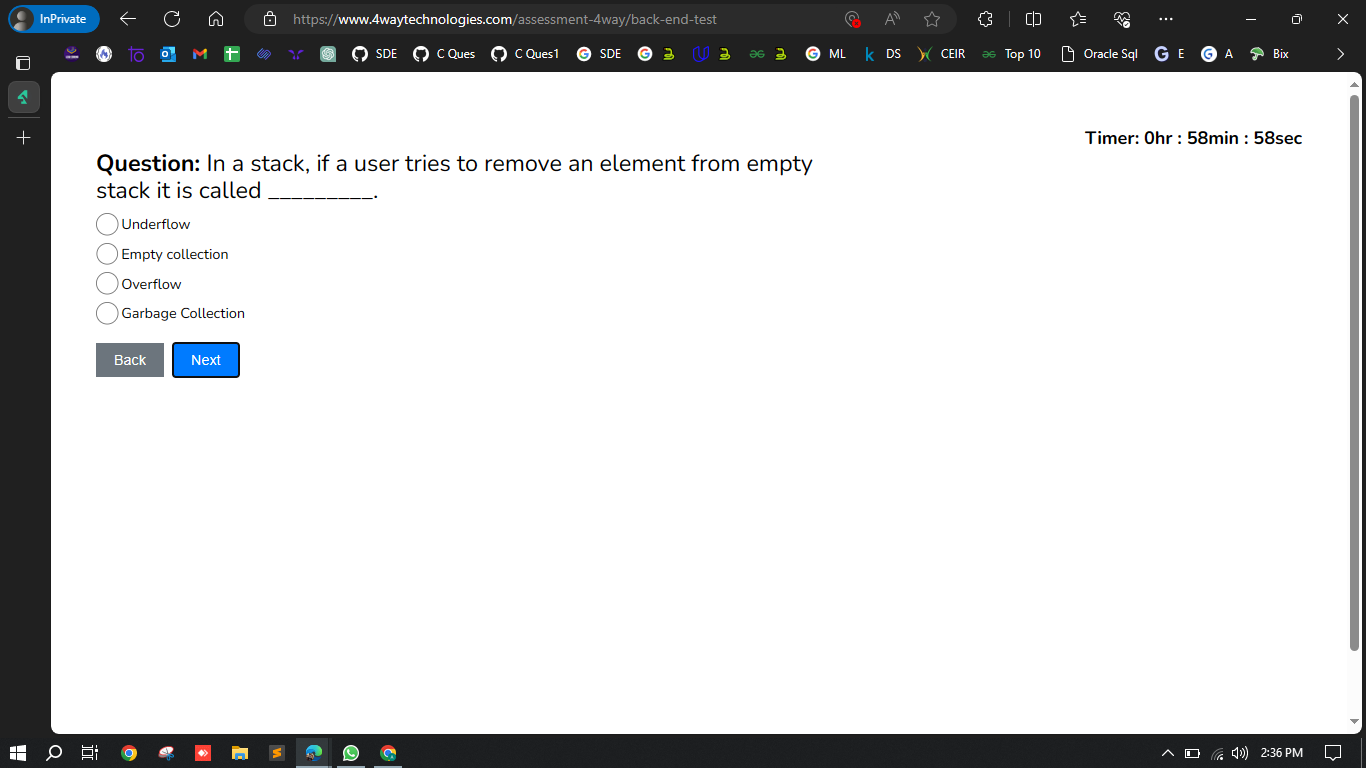 InPrivate
https://www.4waytechnologies.com/assessment-4way/back-end-test
SDE
C Ques
C Ques1
SDE
ML
DS
CEIR
Top 10
Oracle Sql
E
A
Bix
Timer: 0hr : 58min : 58sec
Question: In a stack, if a user tries to remove an element from empty
stack it is called _________.
Underflow
Empty collection
Overflow
Garbage Collection
Back Next
2:36 PM